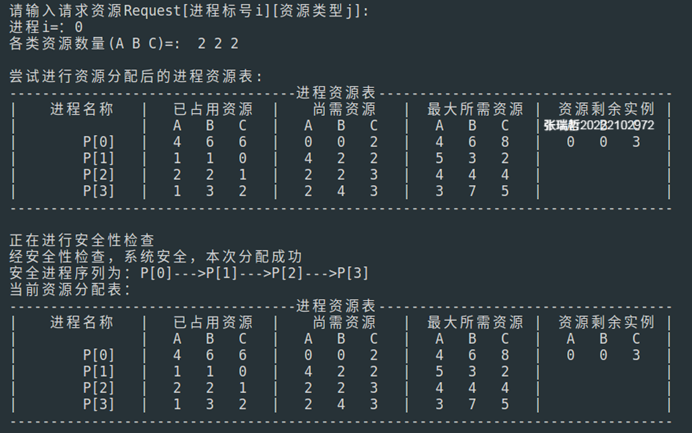 请输入请求资源Request[进程标号i][资源类型j]:
进程i=: 0
各类资源数量(A B C)=: 2 2 2
尝试进行资源分配后的进程资源表:
-----------------------------------进程资源表-----------------------------------
| 进程名称 | 已占用资源 | 尚需资源 | 最大所需资源 | 资源剩余实例 |
| | A B C | A B C | A B C | 张瑞哲20222102972 |
| P[0] | 4 6 6 | 0 0 2 | 4 6 8 | 0 0 3 |
| P[1] | 1 1 0 | 4 2 2 | 5 3 2 | |
| P[2] | 2 2 1 | 2 2 3 | 4 4 4 | |
| P[3] | 1 3 2 | 2 4 3 | 3 7 5 | |
--------------------------------------------------------------------------------
正在进行安全性检查
经安全性检查, 系统安全, 本次分配成功
安全进程序列为: P[0]--->P[1]--->P[2]--->P[3]
当前资源分配表:
-----------------------------------进程资源表-----------------------------------
| 进程名称 | 已占用资源 | 尚需资源 | 最大所需资源 | 资源剩余实例 |
| | A B C | A B C | A B C | A B C |
| P[0] | 4 6 6 | 0 0 2 | 4 6 8 | 0 0 3 |
| P[1] | 1 1 0 | 4 2 2 | 5 3 2 | |
| P[2] | 2 2 1 | 2 2 3 | 4 4 4 | |
| P[3] | 1 3 2 | 2 4 3 | 3 7 5 | |
--------------------------------------------------------------------------------